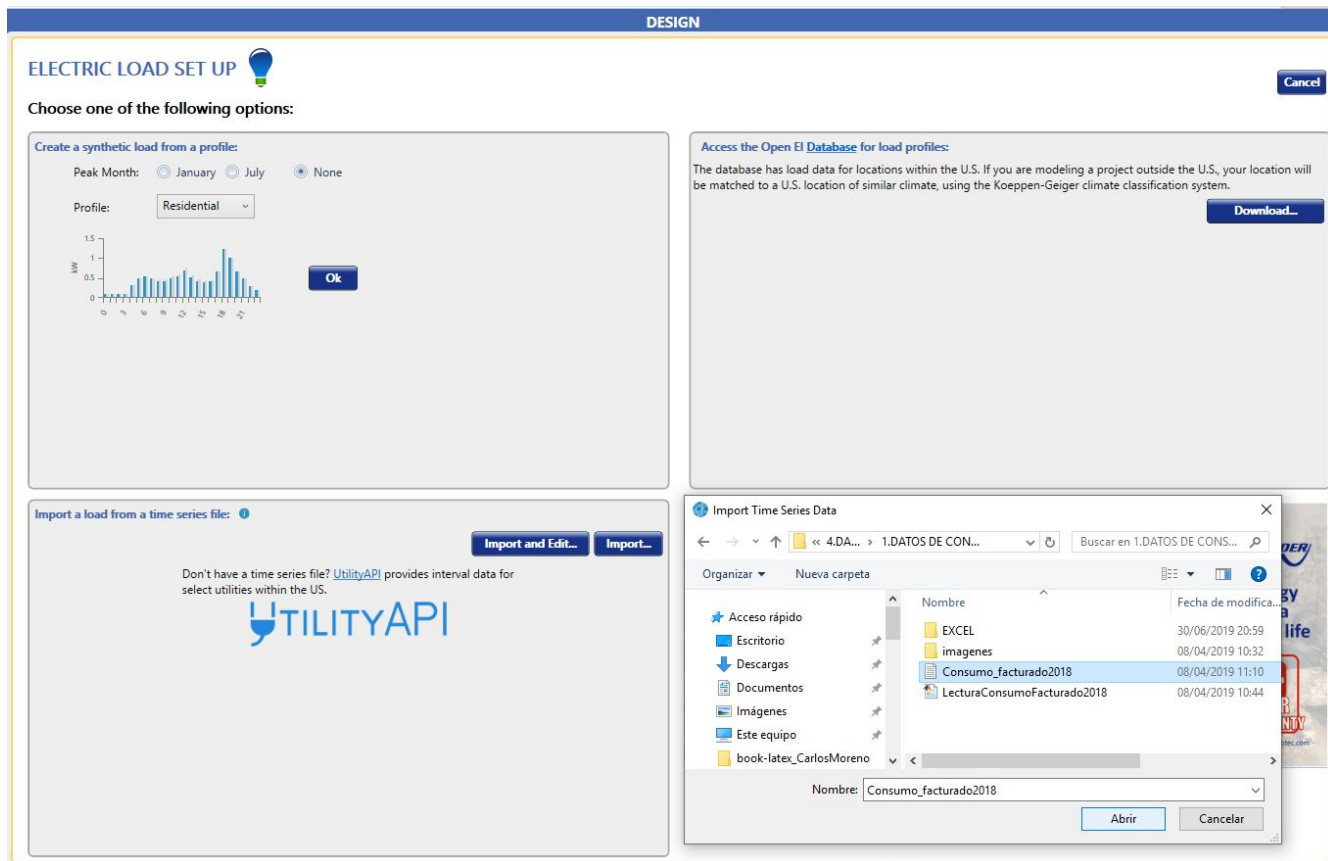 DESIGN
ELECTRIC LOAD SET UP
Cancel
Choose one of the following options:
Create a synthetic load from a profile:
Peak Month: January July None
Profile: Residential
1.5
1
0.5
0
kW
0 3 6 9 12 15 18 21
Ok
Access the Open EI Database for load profiles:
The database has load data for locations within the U.S. If you are modeling a project outside the U.S., your location will
be matched to a U.S. location of similar climate, using the Koeppen-Geiger climate classification system.
Download...
Import a load from a time series file:
Import and Edit... Import...
Don't have a time series file? UtilityAPI provides interval data for
select utilities within the US.
UTILITYAPI
Import Time Series Data
« 4.DA... › 1.DATOS DE CON... Buscar en 1.DATOS DE CONS...
Organizar Nueva carpeta
Acceso rápido
Escritorio
Descargas
Documentos
Imágenes
Este equipo
book-latex_CarlosMoreno
Nombre Fecha de modifica...
EXCEL 30/06/2019 20:59
imagenes 08/04/2019 10:32
Consumo_facturado2018 08/04/2019 11:10
LecturaConsumoFacturado2018 08/04/2019 10:44
Nombre: Consumo_facturado2018
Abrir Cancelar
life